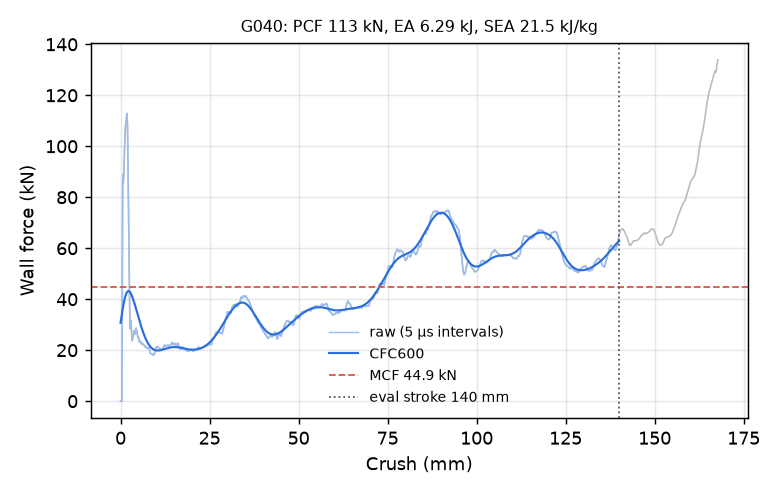 G040: PCF 113 kN, EA 6.29 kJ, SEA 21.5 kJ/kg
Wall force (kN)
140
120
100
80
60
40
20
0
raw (5 µs intervals)
CFC600
MCF 44.9 kN
eval stroke 140 mm
0
25
50
75
100
125
150
175
Crush (mm)